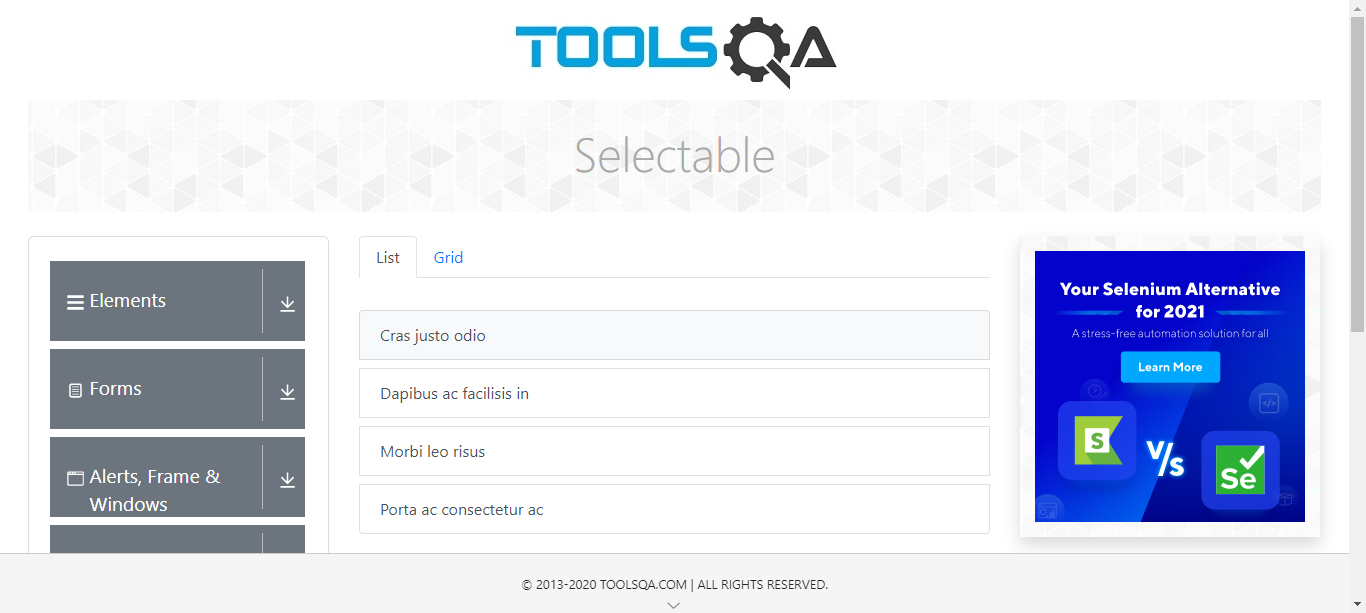 TOOLSQA
Selectable
Elements
Forms
Alerts, Frame &
Windows
List
Grid
Cras justo odio
Dapibus ac facilisis in
Morbi leo risus
Porta ac consectetur ac
Your Selenium Alternative
for 2021
A stress-free automation solution for all
Learn More
S
V/s
Se
© 2013-2020 TOOLSQA.COM | ALL RIGHTS RESERVED.